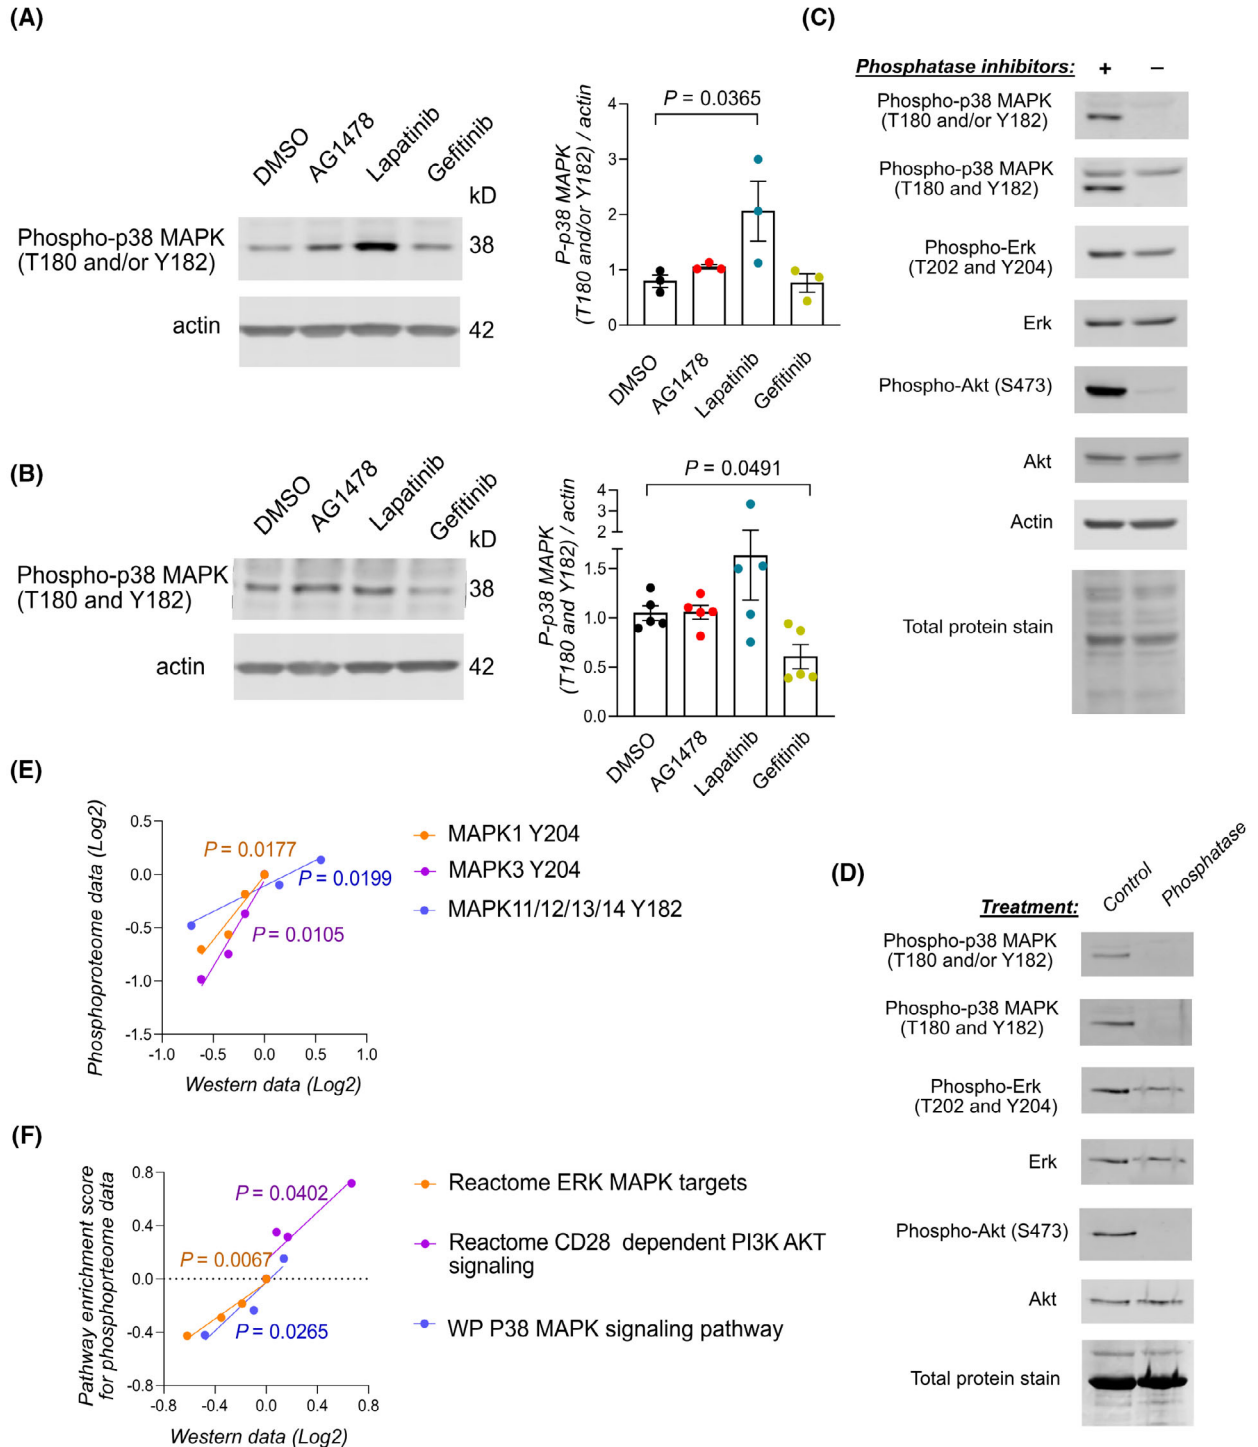 (A)
DMSO
AG1478
Lapatinib
Gefitinib
kD
Phospho-p38 MAPK
(T180 and/or Y182)
38
actin
42
P = 0.0365
P-p38 MAPK
(T180 and/or Y182) / actin
4
3
2
1
0
DMSO
AG1478
Lapatinib
Gefitinib
(B)
DMSO
AG1478
Lapatinib
Gefitinib
kD
Phospho-p38 MAPK
(T180 and Y182)
38
actin
42
P = 0.0491
P-p38 MAPK
(T180 and Y182) / actin
4
3
2
1.5
1.0
0.5
0.0
DMSO
AG1478
Lapatinib
Gefitinib
(C)
Phosphatase inhibitors: + –
Phospho-p38 MAPK
(T180 and/or Y182)
Phospho-p38 MAPK
(T180 and Y182)
Phospho-Erk
(T202 and Y204)
Erk
Phospho-Akt (S473)
Akt
Actin
Total protein stain
(D)
Treatment:
Control
Phosphatase
Phospho-p38 MAPK
(T180 and/or Y182)
Phospho-p38 MAPK
(T180 and Y182)
Phospho-Erk
(T202 and Y204)
Erk
Phospho-Akt (S473)
Akt
Total protein stain
(E)
Phosphoproteome data (Log2)
0.5
0.0
-0.5
-1.0
-1.5
P = 0.0177
P = 0.0199
P = 0.0105
-1.0 -0.5 0.0 0.5 1.0
Western data (Log2)
MAPK1 Y204
MAPK3 Y204
MAPK11/12/13/14 Y182
(F)
Pathway enrichment score
for phosphoprteome data
0.8
0.4
0.0
-0.4
-0.8
P = 0.0402
P = 0.0067
P = 0.0265
-0.8 -0.4 0.0 0.4 0.8
Western data (Log2)
Reactome ERK MAPK targets
Reactome CD28 dependent PI3K AKT
signaling
WP P38 MAPK signaling pathway